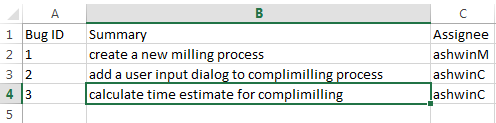 A B C
1 Bug ID Summary Assignee
2 1 create a new milling process ashwinM
3 2 add a user input dialog to complimilling process ashwinC
4 3 calculate time estimate for complimilling ashwinC
5